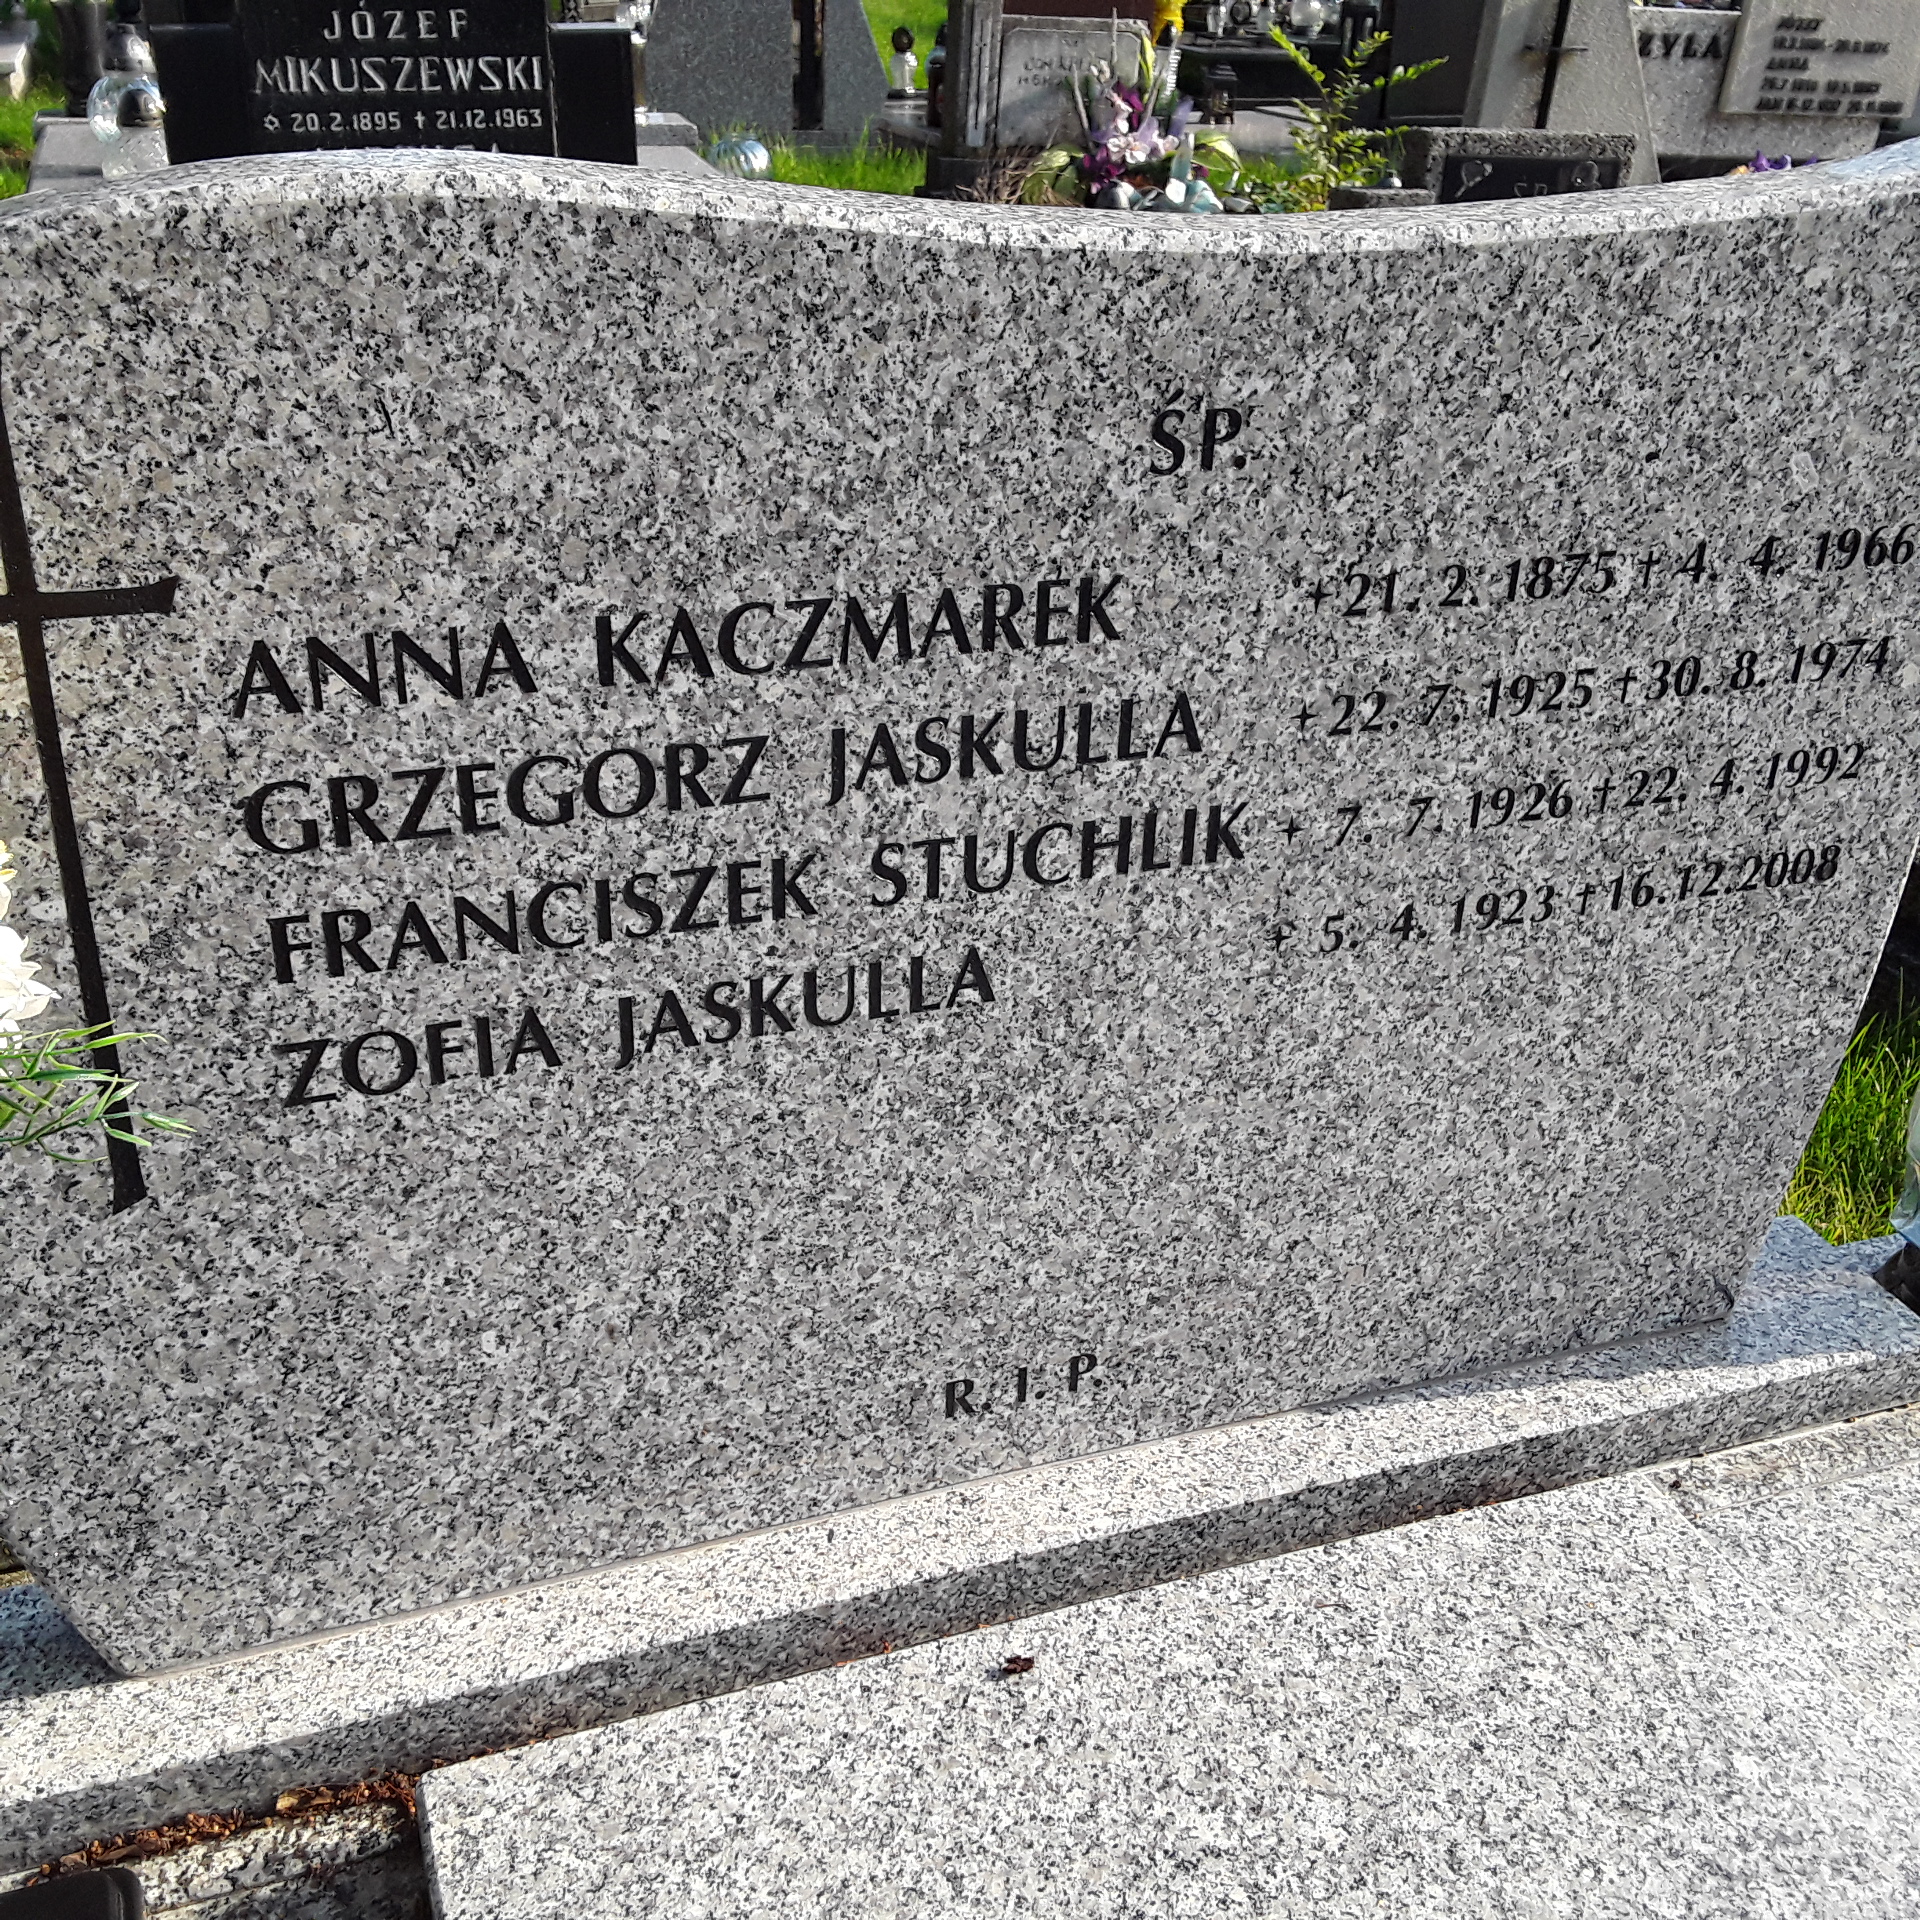 JÓZEF
MIKUSZEWSKI
✡ 20.2.1895 † 21.12.1963
ZYLA
ŚP.
ANNA KACZMAREK +21. 2. 1875 † 4. 4. 1966
GRZEGORZ JASKULLA +22. 7. 1925 †30. 8. 1974
FRANCISZEK STUCHLIK + 7. 7. 1926 †22. 4. 1992
ZOFIA JASKULLA + 5. 4. 1923 †16.12.2008
R. I. P.